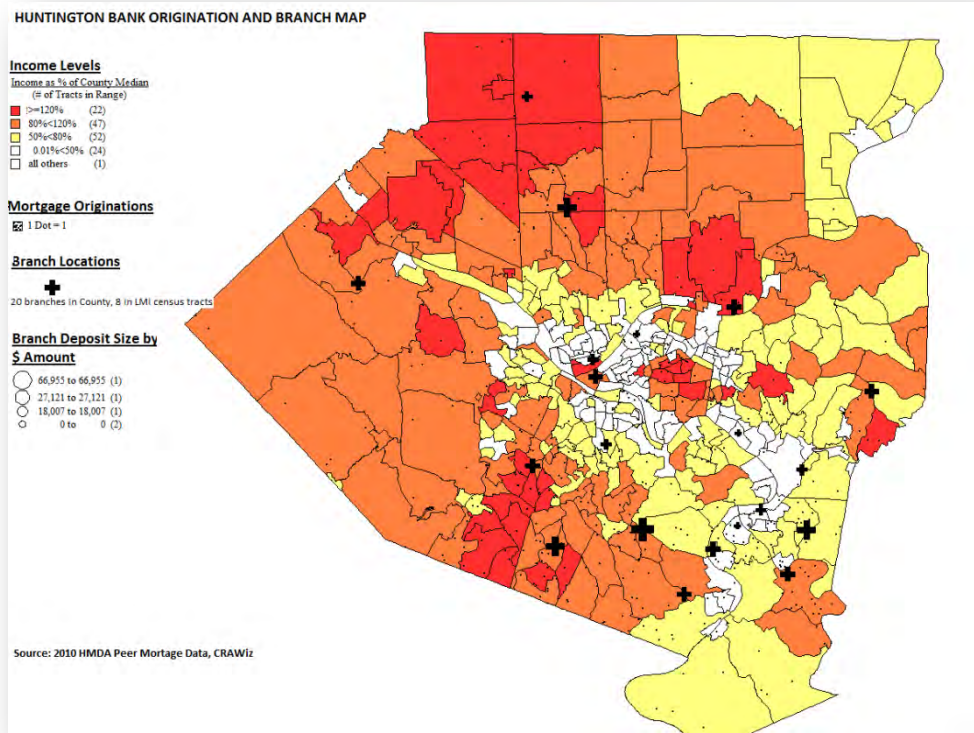 HUNTINGTON BANK ORIGINATION AND BRANCH MAP
Income Levels
Income as % of County Median
(# of Tracts in Range)
>=120% (22)
80%<120% (47)
50%<80% (52)
0.01%<50% (24)
all others (1)
Mortgage Originations
1 Dot = 1
Branch Locations
20 branches in County, 8 in LMI census tracts
Branch Deposit Size by
$ Amount
66,955 to 66,955 (1)
27,121 to 27,121 (1)
18,007 to 18,007 (1)
0 to 0 (2)
Source: 2010 HMDA Peer Mortage Data, CRAWiz